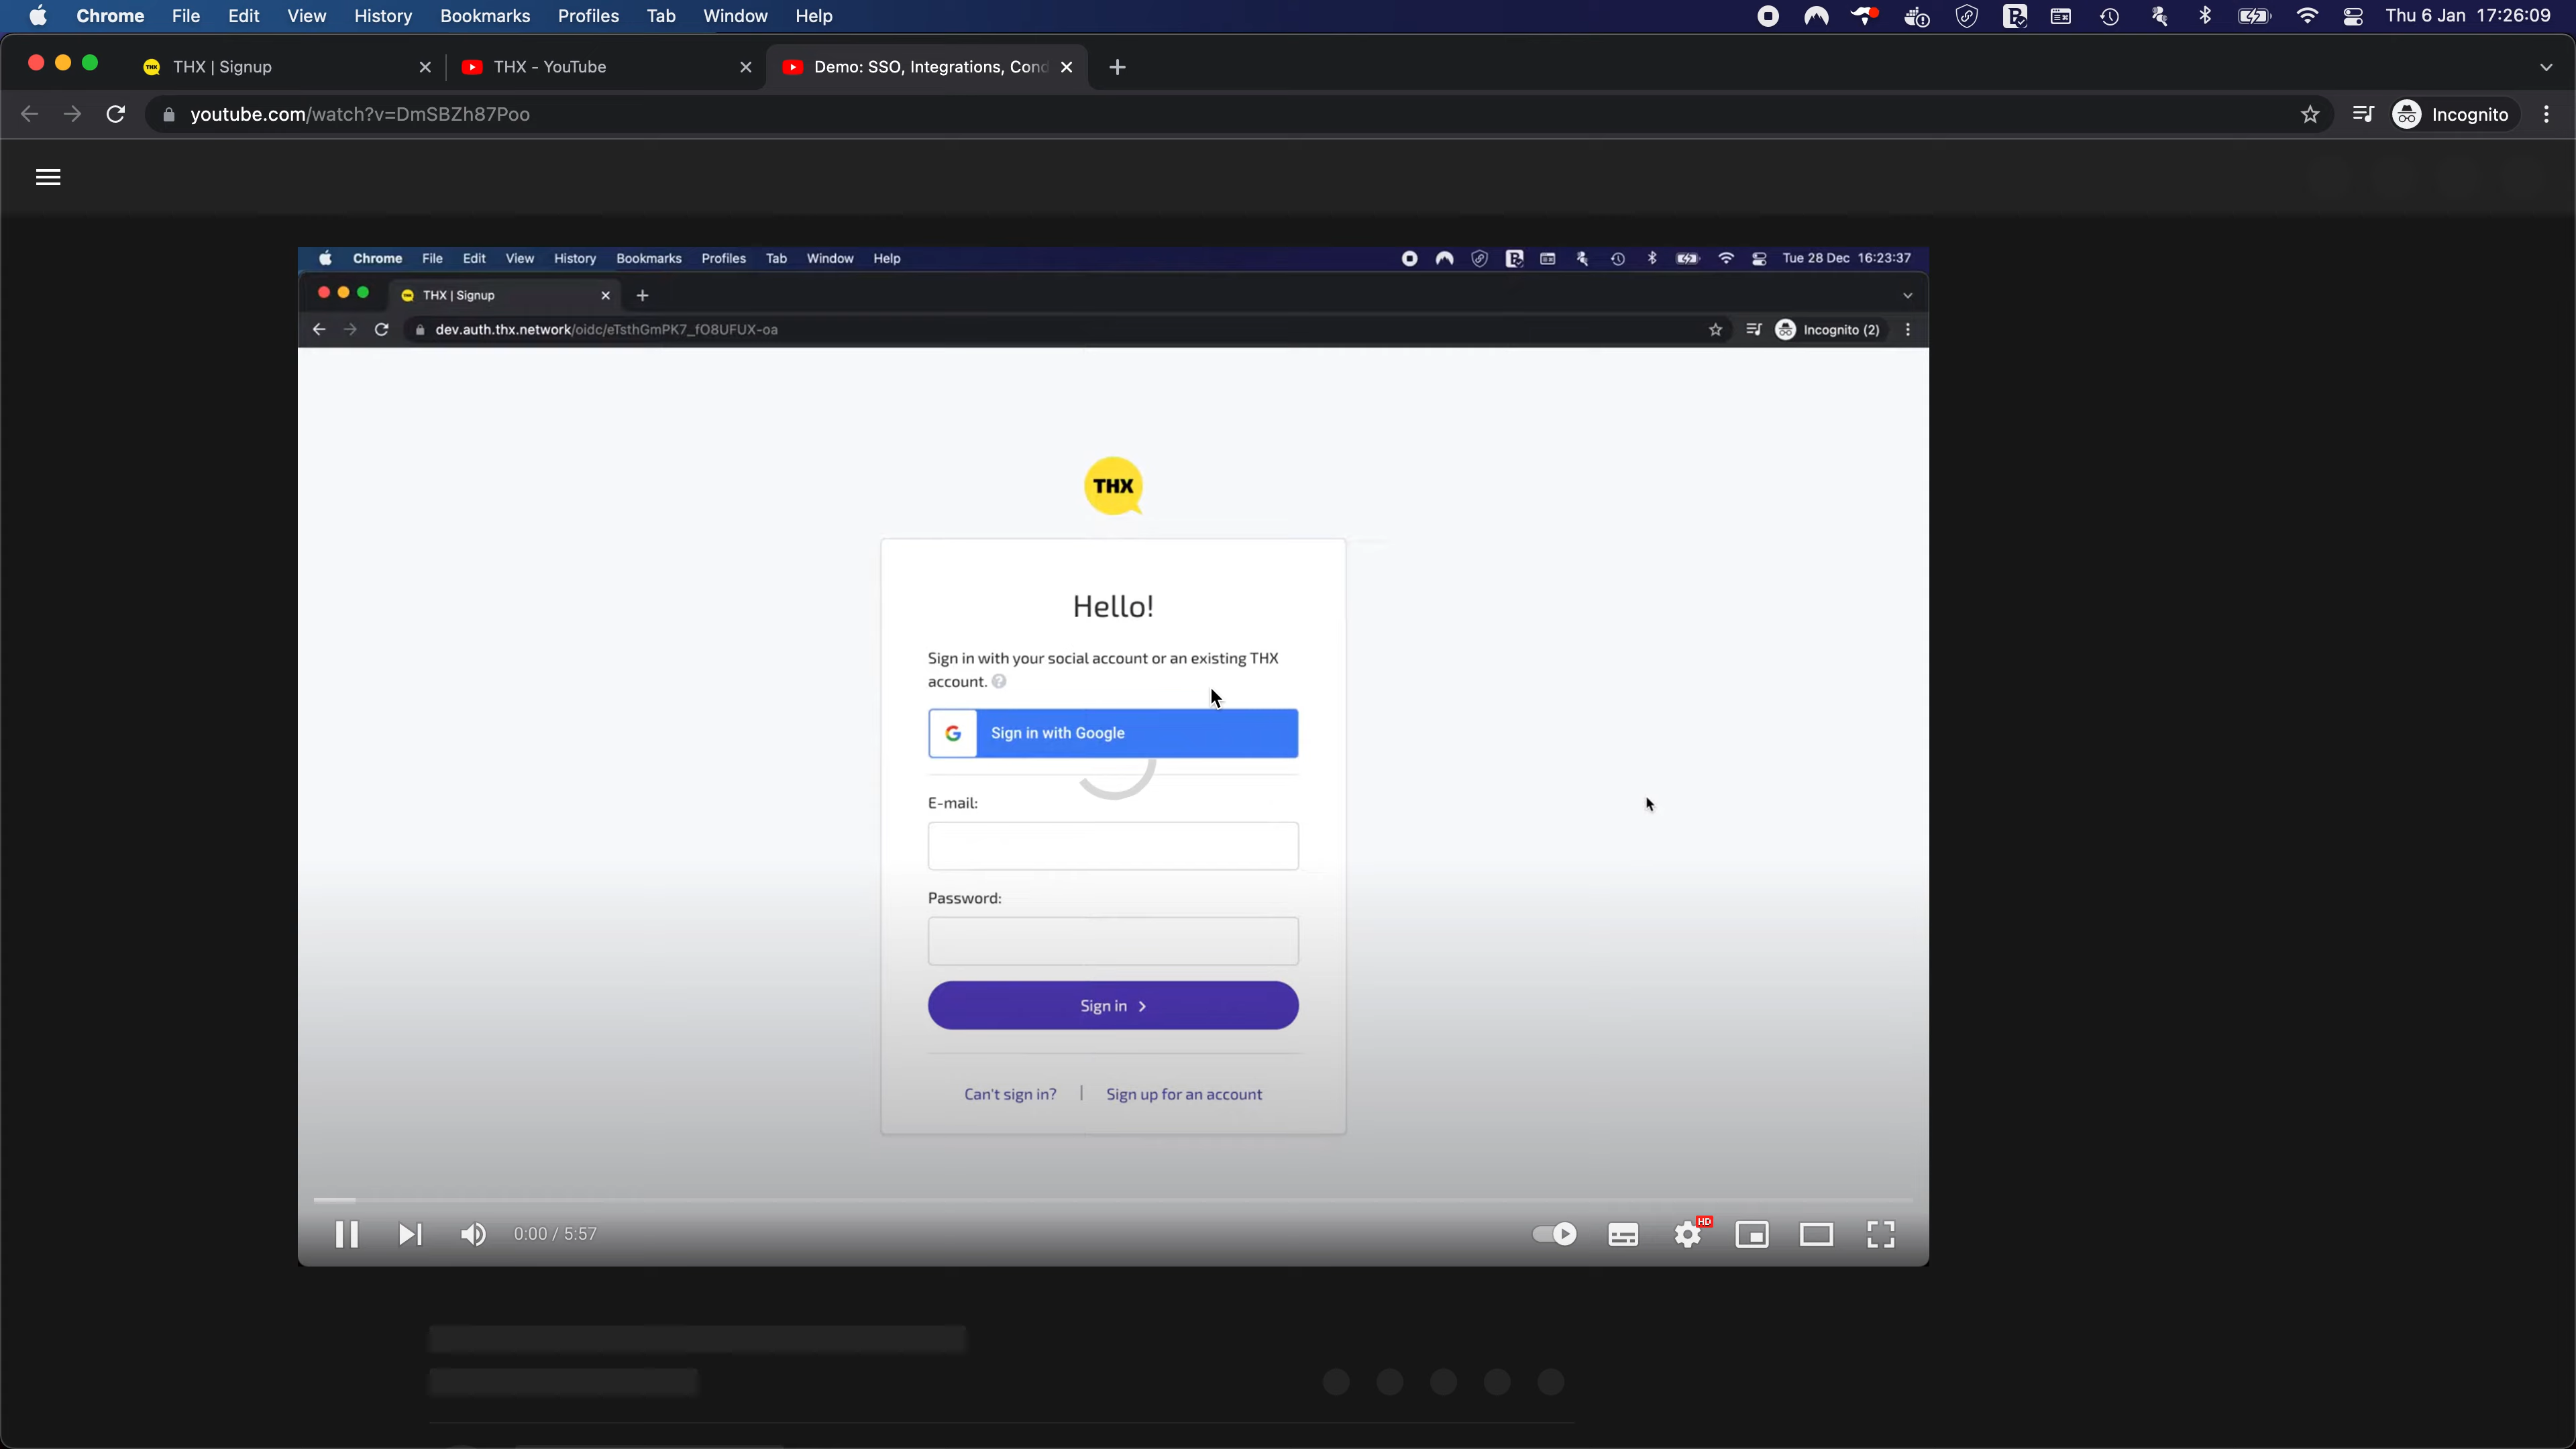 Chrome File Edit View History Bookmarks Profiles Tab Window Help Thu 6 Jan 17:26:09
THX | Signup THX - YouTube Demo: SSO, Integrations, Cond
youtube.com/watch?v=DmSBZh87Poo Incognito
Chrome File Edit View History Bookmarks Profiles Tab Window Help Tue 28 Dec 16:23:37
THX | Signup
dev.auth.thx.network/oidc/eTsthGmPK7_fO8UFUX-oa Incognito (2)
THX
Hello!
Sign in with your social account or an existing THX
account.
Sign in with Google
E-mail:
Password:
Sign in
Can't sign in? | Sign up for an account
0:00 / 5:57 HD